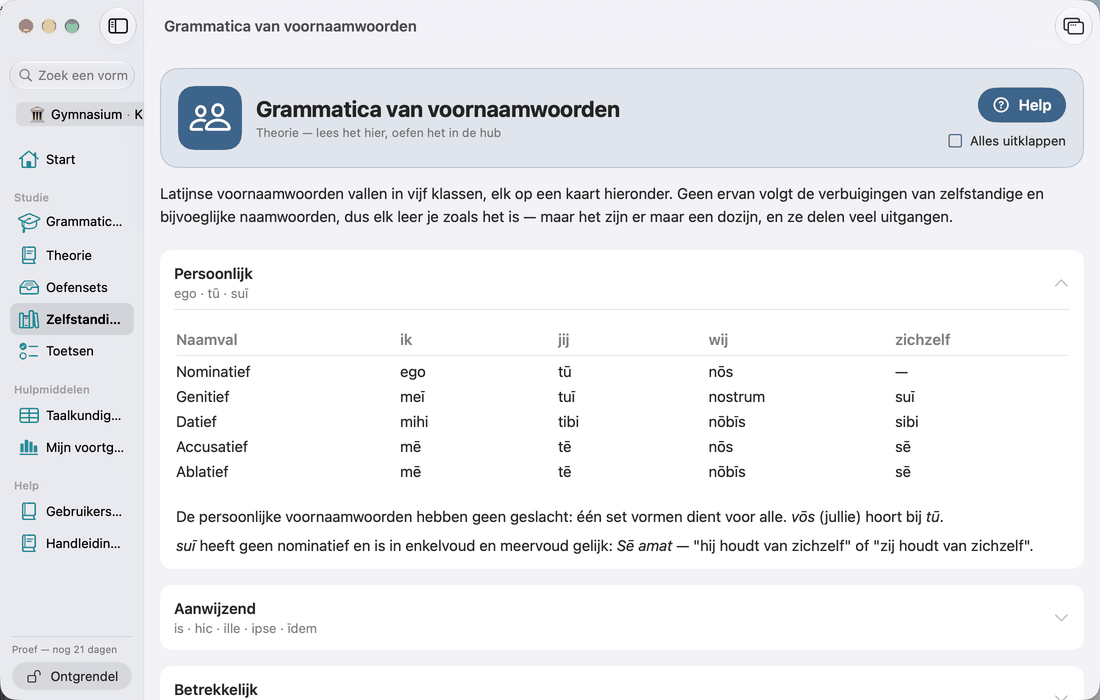 Grammatica van voornaamwoorden
Zoek een vorm
Gymnasium · K
Start
Studie
Grammatic...
Theorie
Oefensets
Zelfstandi...
Toetsen
Hulpmiddelen
Taalkundig...
Mijn voortg...
Help
Gebruikers...
Handleidin...
Proef — nog 21 dagen
Ontgrendel
Grammatica van voornaamwoorden
Theorie — lees het hier, oefen het in de hub
Help
Alles uitklappen
Latijnse voornaamwoorden vallen in vijf klassen, elk op een kaart hieronder. Geen ervan volgt de verbuigingen van zelfstandige en
bijvoeglijke naamwoorden, dus elk leer je zoals het is — maar het zijn er maar een dozijn, en ze delen veel uitgangen.
Persoonlijk
ego · tū · suī
Naamval ik jij wij zichzelf
Nominatief ego tū nōs —
Genitief meī tuī nostrum suī
Datief mihi tibi nōbīs sibi
Accusatief mē tē nōs sē
Ablatief mē tē nōbīs sē
De persoonlijke voornaamwoorden hebben geen geslacht: één set vormen dient voor alle. vōs (jullie) hoort bij tū.
suī heeft geen nominatief en is in enkelvoud en meervoud gelijk: Sē amat — "hij houdt van zichzelf" of "zij houdt van zichzelf".
Aanwijzend
is · hic · ille · ipse · īdem
Betrekkelijk